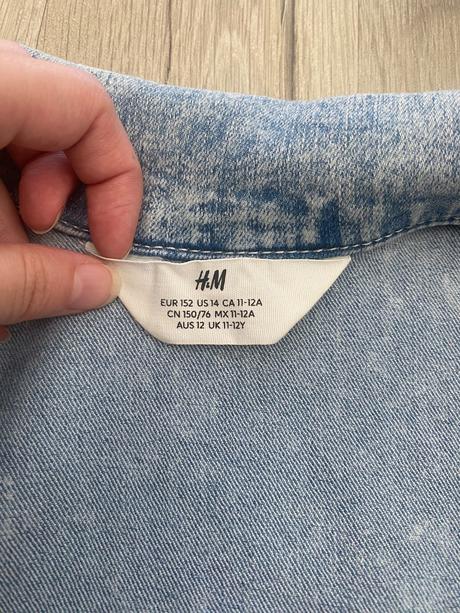 H&M
EUR 152 US 14 CA 11-12A
CN 150/76 MX 11-12A
AUS 12 UK 11-12Y